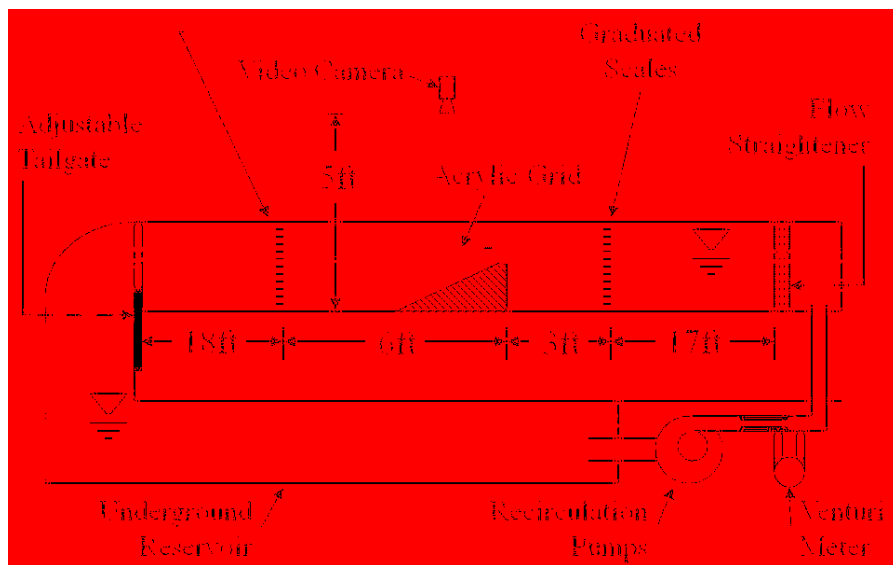 Graduated
Scales
Video Camera
Adjustable
Tailgate
Flow
Straightener
5ft
Acrylic Grid
18ft
6ft
3ft
17ft
Underground
Reservoir
Recirculation
Pumps
Venturi
Meter